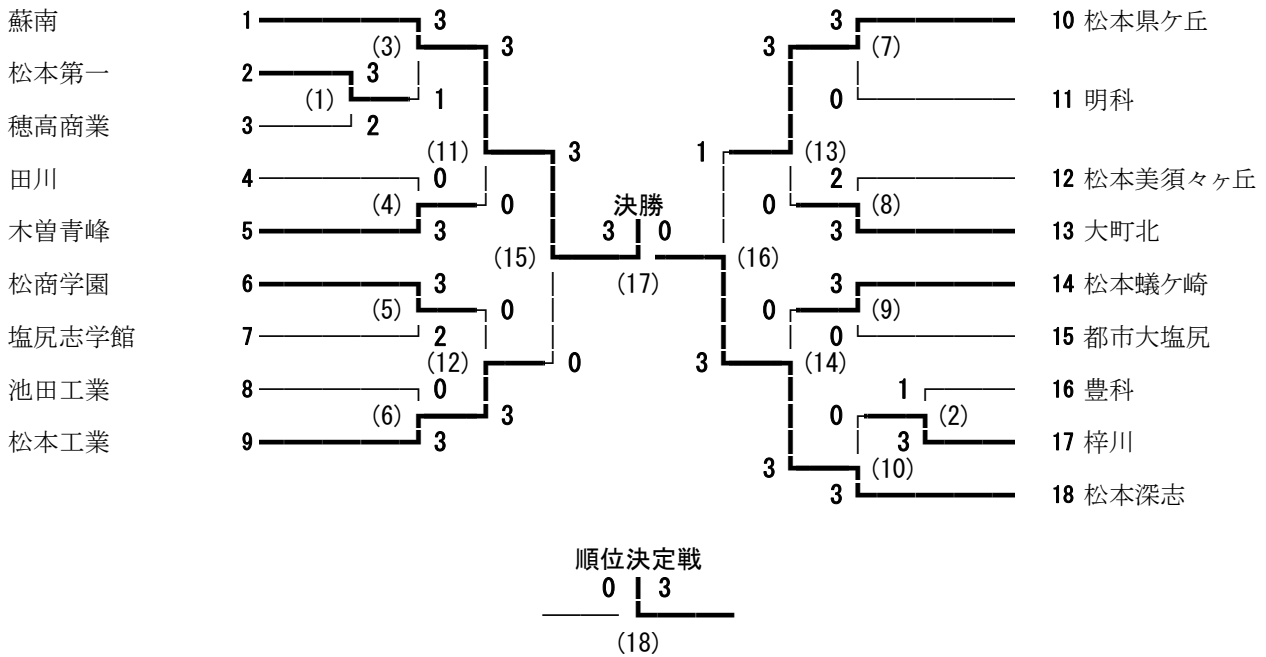 蘇南 1 3 3 10 松本県ケ丘
(3) 3 3 (7)
松本第一 2 3
(1) 1 0 11 明科
穂高商業 3 2
(11) 3 1 (13)
田川 4 0 2 12 松本美須々ヶ丘
(4) 0 決勝 0 (8)
木曽青峰 5 3 3 0 3 13 大町北
(15) (16)
松商学園 6 3 (17) 3 14 松本蟻ケ崎
(5) 0 0 (9)
塩尻志学館 7 2 0 15 都市大塩尻
(12) 0 3 (14)
池田工業 8 0 1 16 豊科
(6) 3 0 (2)
松本工業 9 3 3 17 梓川
3 (10)
3 18 松本深志
順位決定戦
0 3
(18)